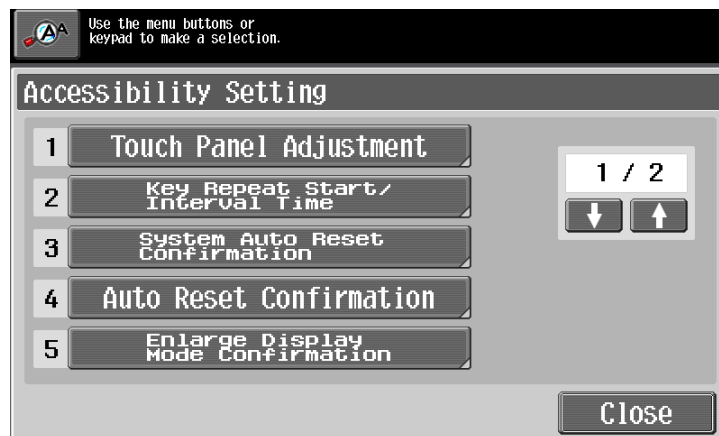 AA
Use the menu buttons or
keypad to make a selection.
Accessibility Setting
1 Touch Panel Adjustment
2 Key Repeat Start/
Interval Time
3 System Auto Reset
Confirmation
4 Auto Reset Confirmation
5 Enlarge Display
Mode Confirmation
1 / 2
Close